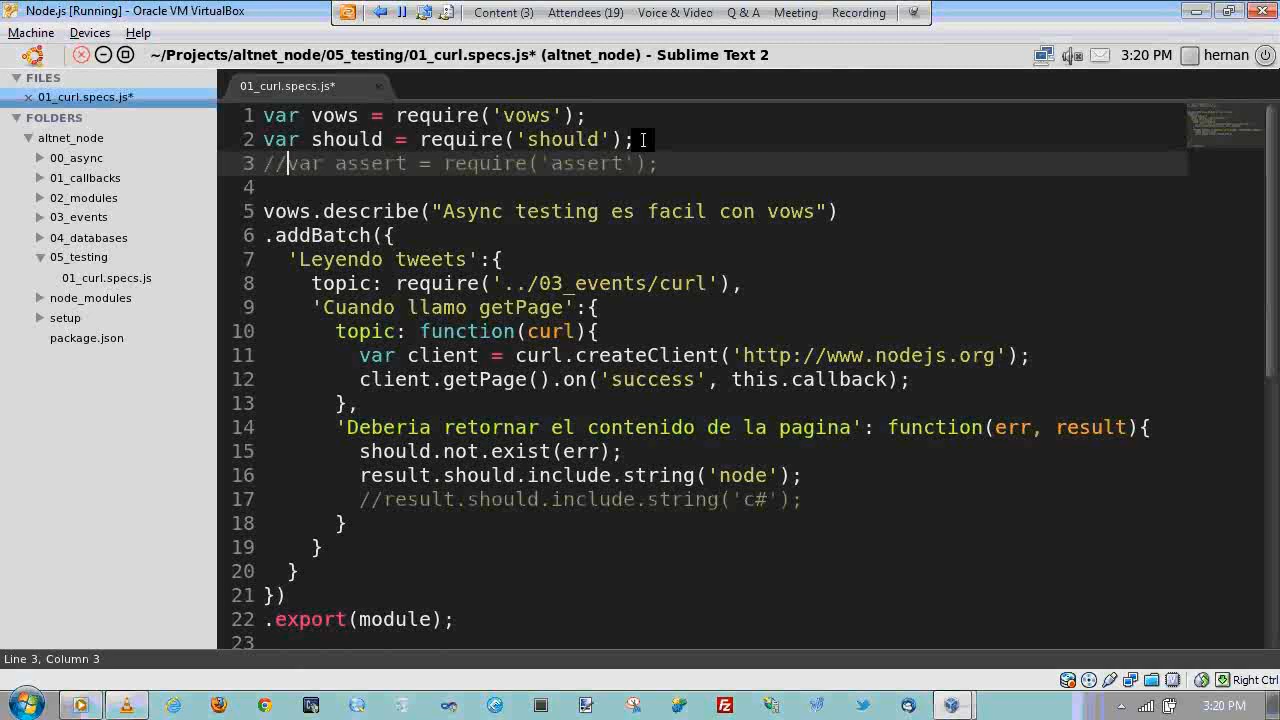 Node.js [Running] - Oracle VM VirtualBox
Content (3) Attendees (19) Voice & Video Q & A Meeting Recording
Machine Devices Help
~/Projects/altnet_node/05_testing/01_curl.specs.js* (altnet_node) - Sublime Text 2
3:20 PM hernan
FILES
01_curl.specs.js*
FOLDERS
altnet_node
00_async
01_callbacks
02_modules
03_events
04_databases
05_testing
01_curl.specs.js
node_modules
setup
package.json
01_curl.specs.js*
1 var vows = require('vows');
2 var should = require('should');
3 //var assert = require('assert');
4
5 vows.describe("Async testing es facil con vows")
6 .addBatch({
7 'Leyendo tweets':{
8 topic: require('../03_events/curl'),
9 'Cuando llamo getPage':{
10 topic: function(curl){
11 var client = curl.createClient('http://www.nodejs.org');
12 client.getPage().on('success', this.callback);
13 },
14 'Deberia retornar el contenido de la pagina': function(err, result){
15 should.not.exist(err);
16 result.should.include.string('node');
17 //result.should.include.string('c#');
18 }
19 }
20 }
21 })
22 .export(module);
23
Line 3, Column 3
Right Ctrl
3:20 PM